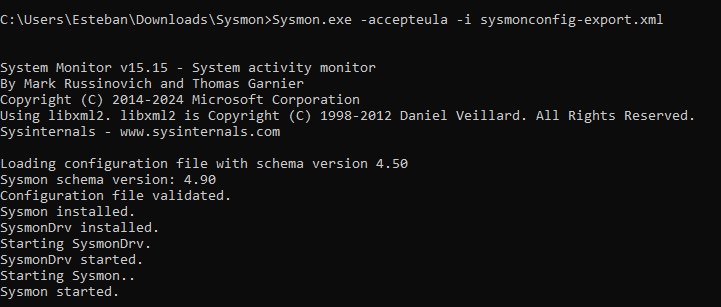 C:\Users\Esteban\Downloads\Sysmon>Sysmon.exe -accepteula -i sysmonconfig-export.xml
System Monitor v15.15 - System activity monitor
By Mark Russinovich and Thomas Garnier
Copyright (C) 2014-2024 Microsoft Corporation
Using libxml2. libxml2 is Copyright (C) 1998-2012 Daniel Veillard. All Rights Reserved.
Sysinternals - www.sysinternals.com
Loading configuration file with schema version 4.50
Sysmon schema version: 4.90
Configuration file validated.
Sysmon installed.
SysmonDrv installed.
Starting SysmonDrv.
SysmonDrv started.
Starting Sysmon..
Sysmon started.